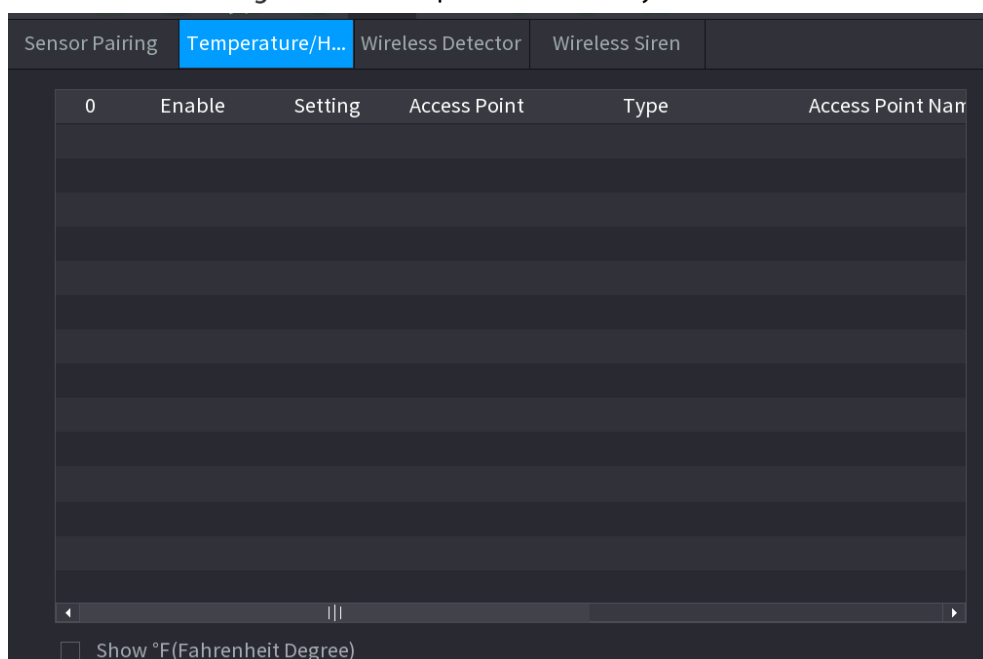 Sensor Pairing Temperature/H... Wireless Detector Wireless Siren
0 Enable Setting Access Point Type Access Point Nam
Show °F(Fahrenheit Degree)